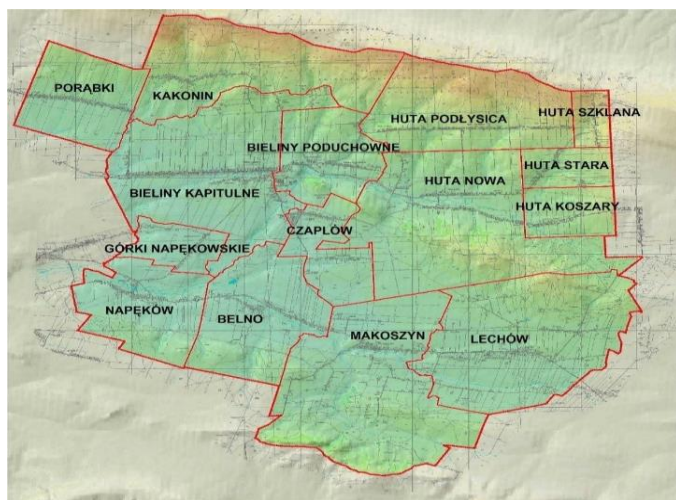 PORĄBKI
KAKONIN
HUTA PODŁYSICA
HUTA SZKLANA
BIELINY PODUCHOWNE
HUTA STARA
HUTA NOWA
BIELINY KAPITULNE
HUTA KOSZARY
CZAPLÓW
GÓRKI NAPĘKOWSKIE
NAPĘKÓW
BELNO
MAKOSZYN
LECHÓW